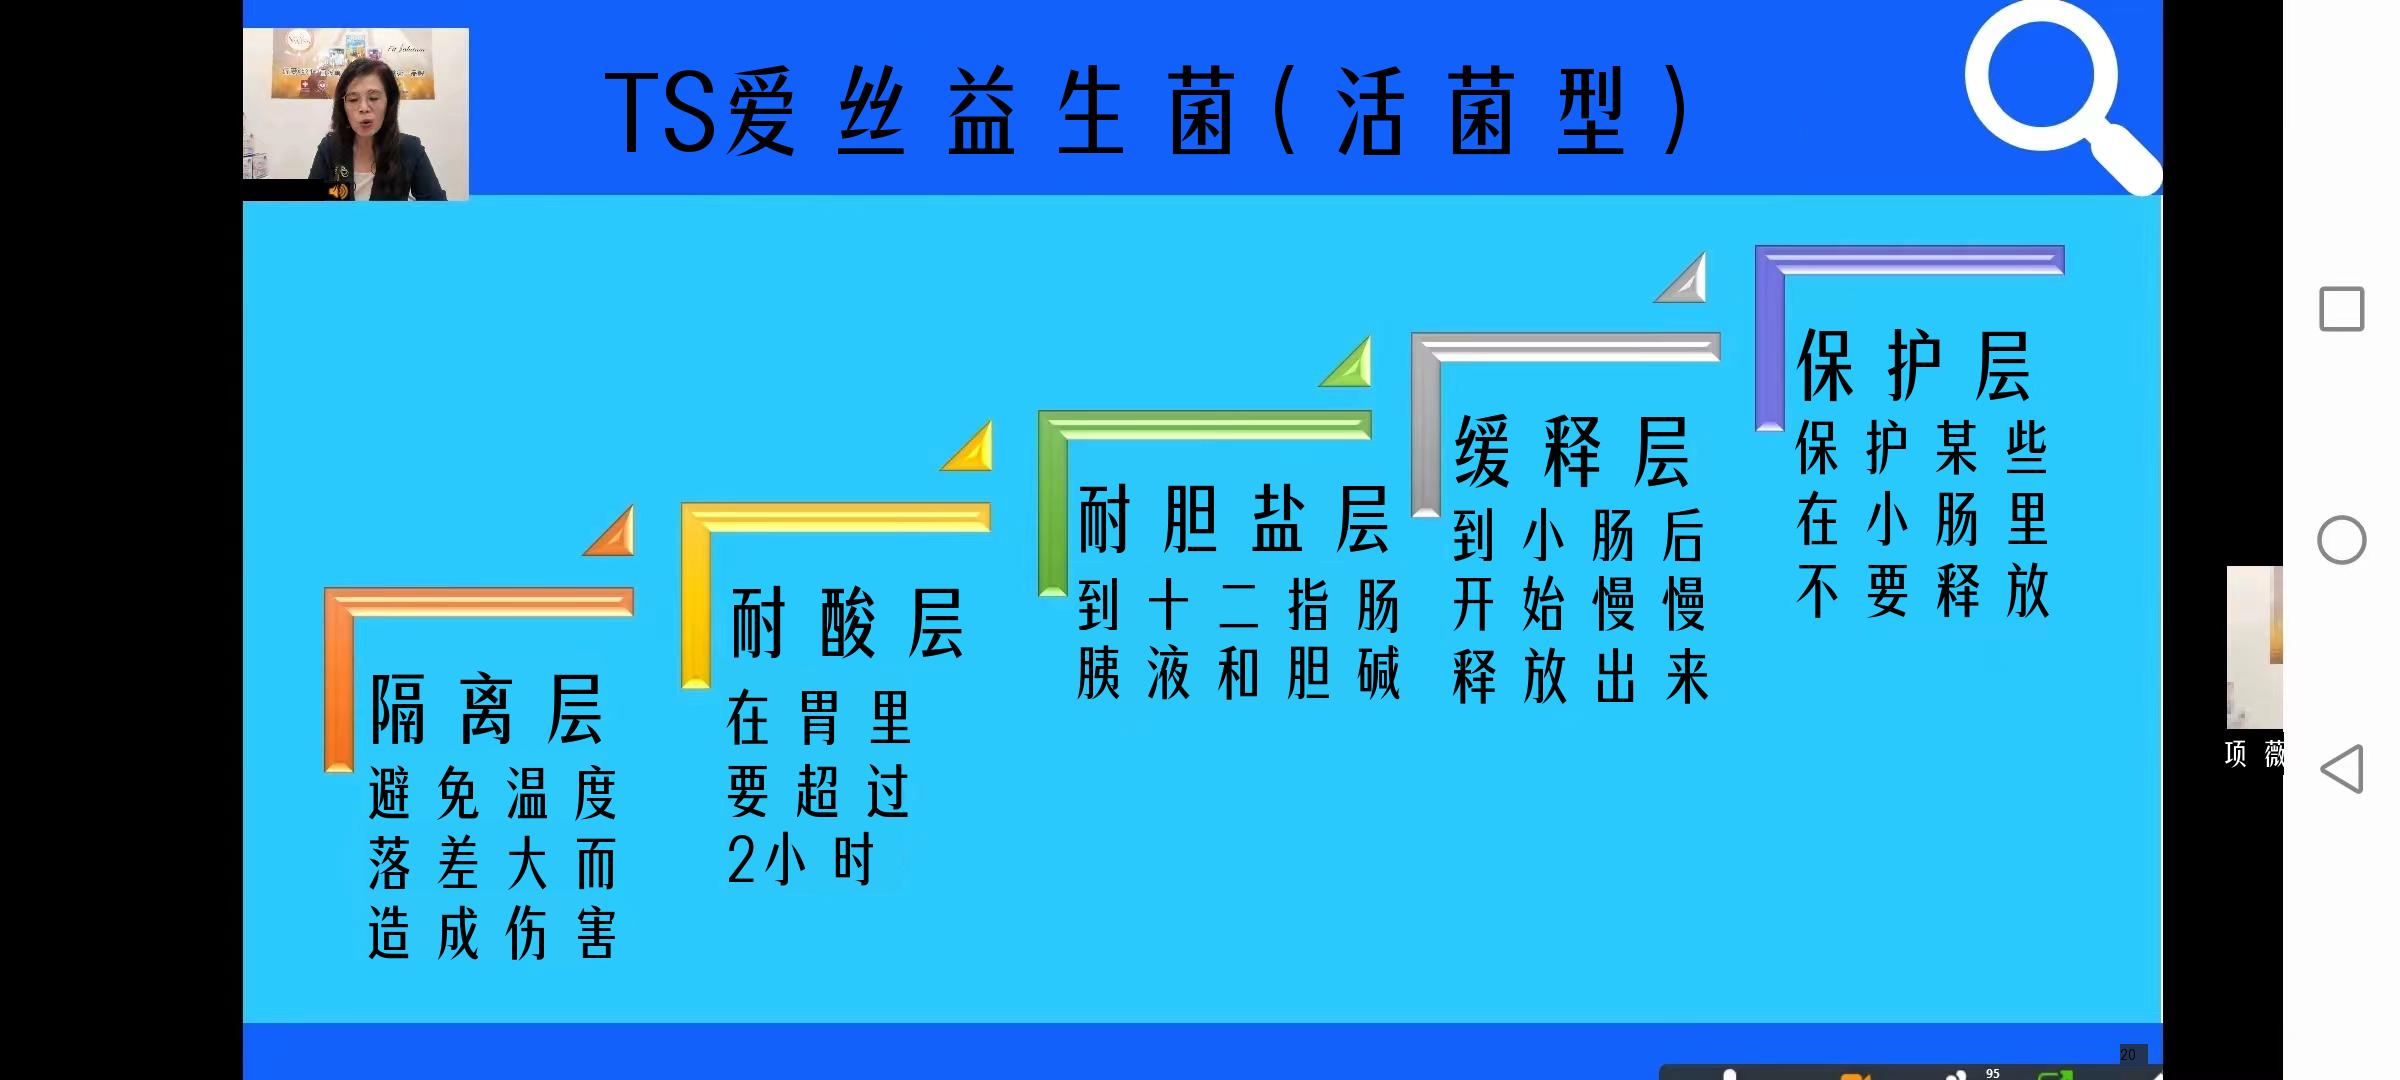 TS爱丝益生菌(活菌型)
隔离层
避免温度
落差大而
造成伤害
耐酸层
在胃里
要超过
2小时
耐胆盐层
到十二指肠
胰液和胆碱
缓释层
到小肠后
开始慢慢
释放出来
保护层
保护某些
在小肠里
不要释放
项薇
20
95